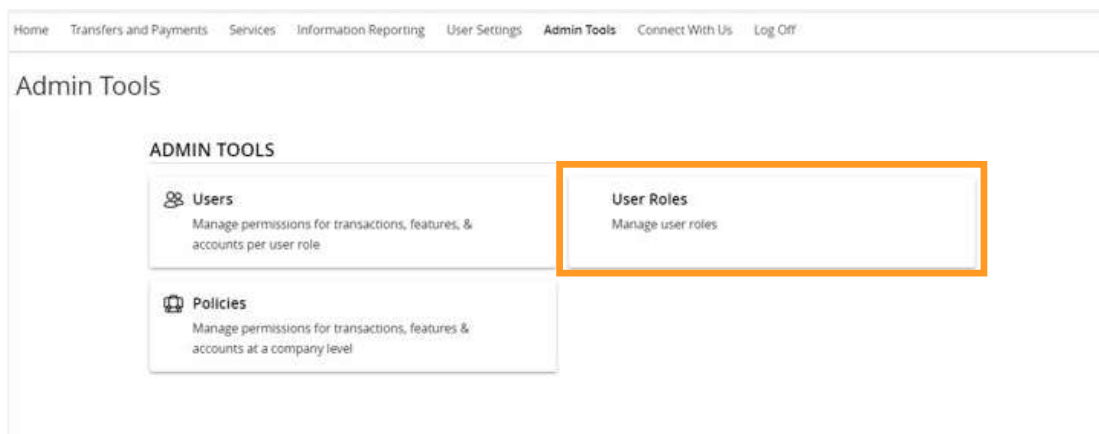 Home Transfers and Payments Services Information Reporting User Settings Admin Tools Connect With Us Log Off
Admin Tools
ADMIN TOOLS
Users
Manage permissions for transactions, features, &
accounts per user role
User Roles
Manage user roles
Policies
Manage permissions for transactions, features &
accounts at a company level